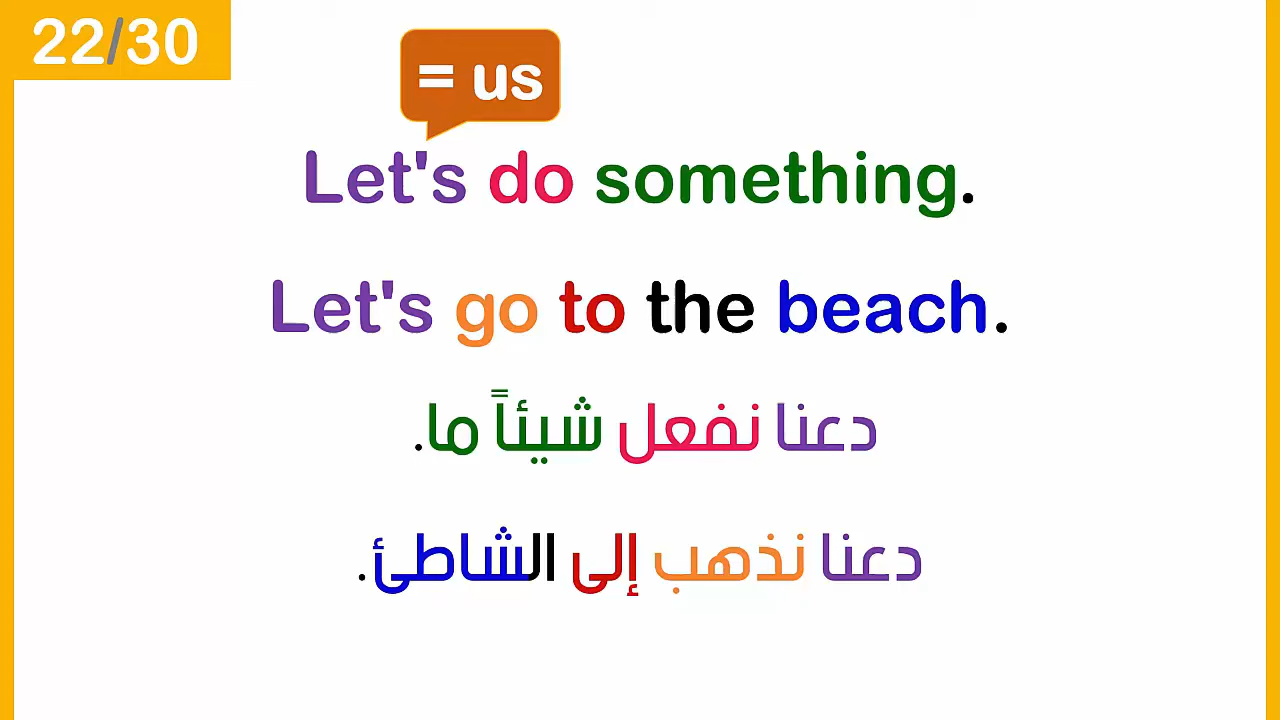 22/30
= us
Let's do something.
Let's go to the beach.
دعنا نفعل شيئاً ما.
دعنا نذهب إلى الشاطئ.